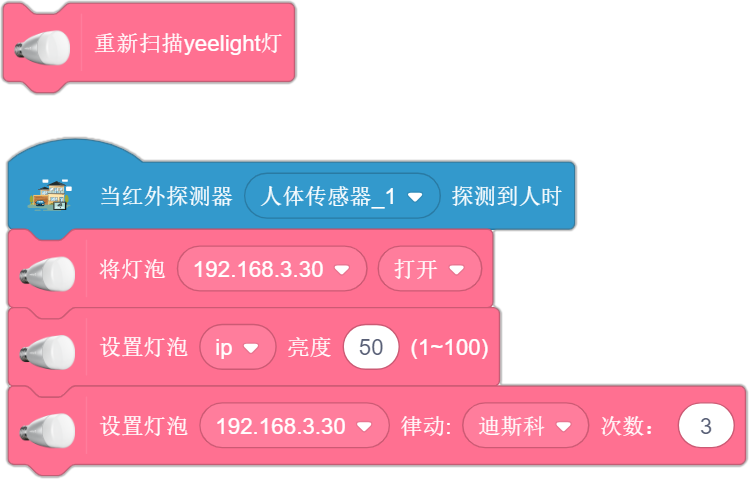 重新扫描yeelight灯
当红外探测器 人体传感器_1 探测到人时
将灯泡 192.168.3.30 打开
设置灯泡 ip 亮度 50 (1~100)
设置灯泡 192.168.3.30 律动: 迪斯科 次数： 3